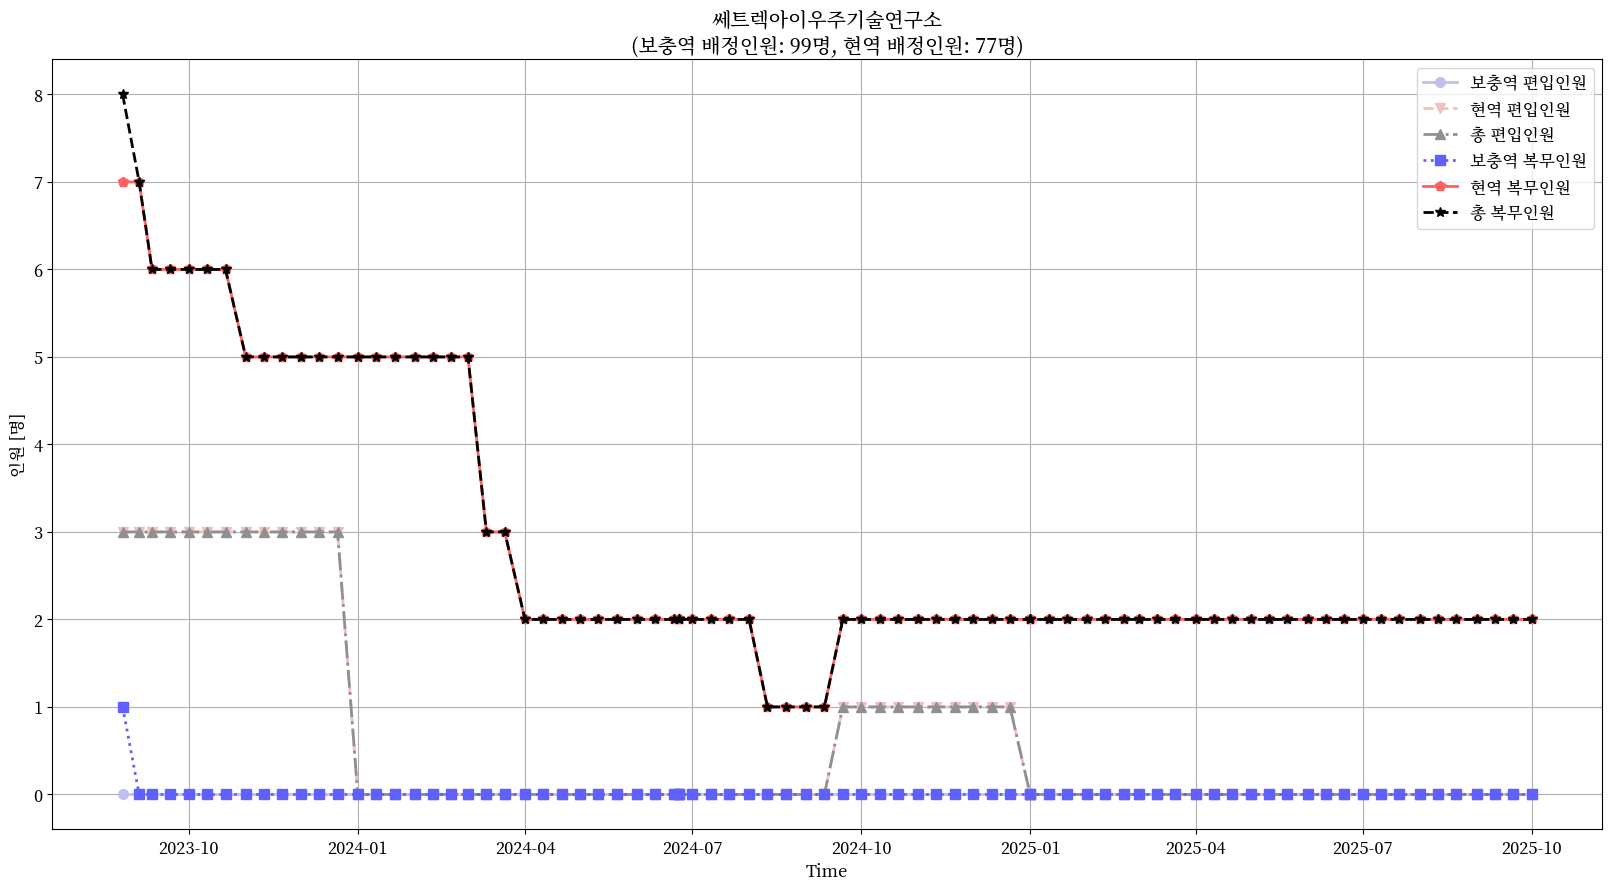 쎄트렉아이우주기술연구소
(보충역 배정인원: 99명, 현역 배정인원: 77명)
보충역 편입인원
현역 편입인원
총 편입인원
보충역 복무인원
현역 복무인원
총 복무인원
인원 [명]
8
7
6
5
4
3
2
1
0
2023-10
2024-01
2024-04
2024-07
2024-10
2025-01
2025-04
2025-07
2025-10
Time